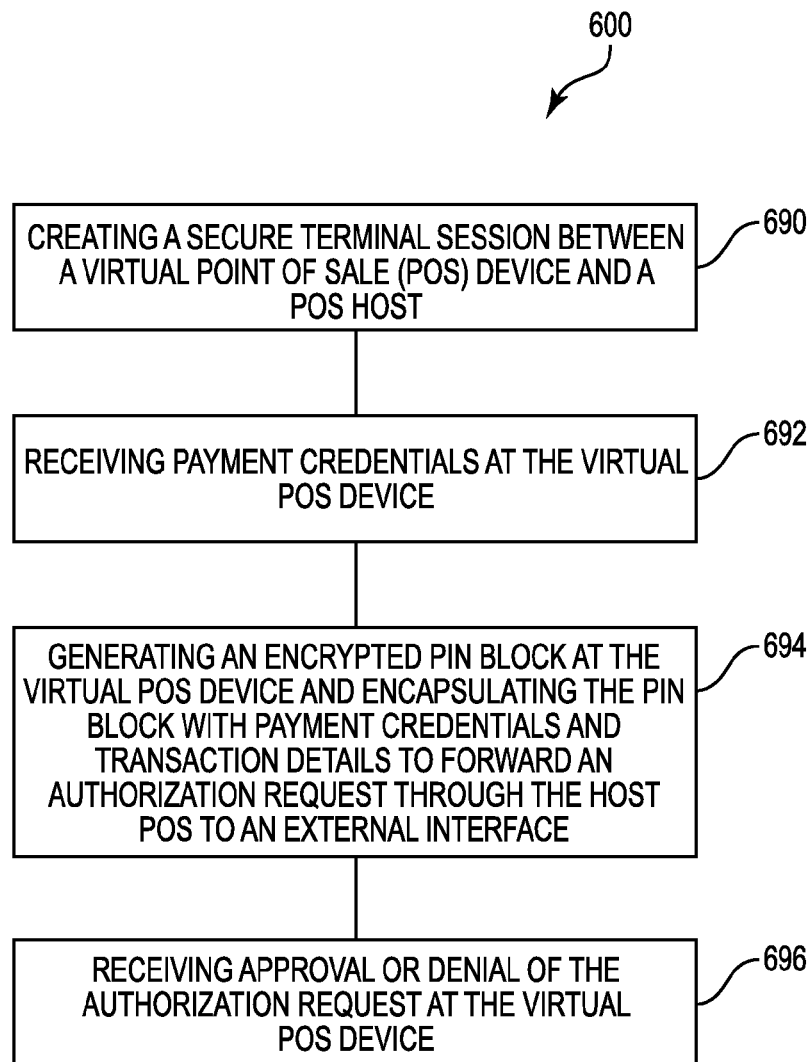 600
CREATING A SECURE TERMINAL SESSION BETWEEN
A VIRTUAL POINT OF SALE (POS) DEVICE AND A
POS HOST
690
RECEIVING PAYMENT CREDENTIALS AT THE VIRTUAL
POS DEVICE
692
GENERATING AN ENCRYPTED PIN BLOCK AT THE
VIRTUAL POS DEVICE AND ENCAPSULATING THE PIN
BLOCK WITH PAYMENT CREDENTIALS AND
TRANSACTION DETAILS TO FORWARD AN
AUTHORIZATION REQUEST THROUGH THE HOST
POS TO AN EXTERNAL INTERFACE
694
RECEIVING APPROVAL OR DENIAL OF THE
AUTHORIZATION REQUEST AT THE VIRTUAL
POS DEVICE
696